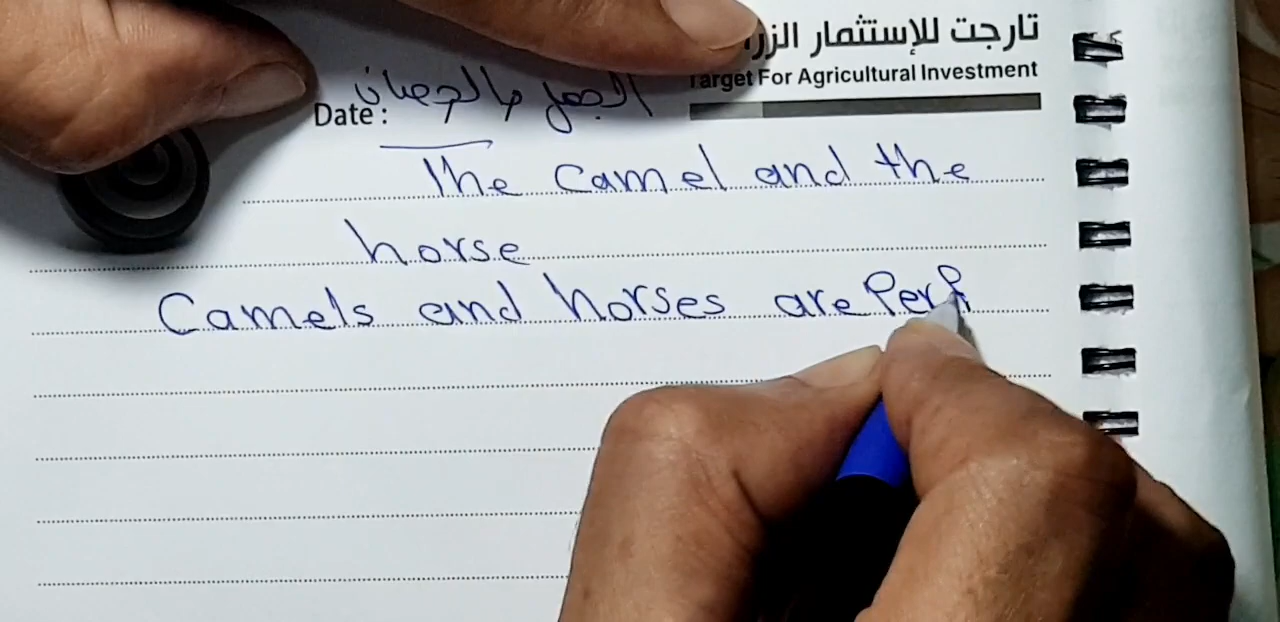 تارجت للإستثمار الزر
Target For Agricultural Investment
Date: الجمل والحصان
The Camel and the
horse
Camels and horses are Perf